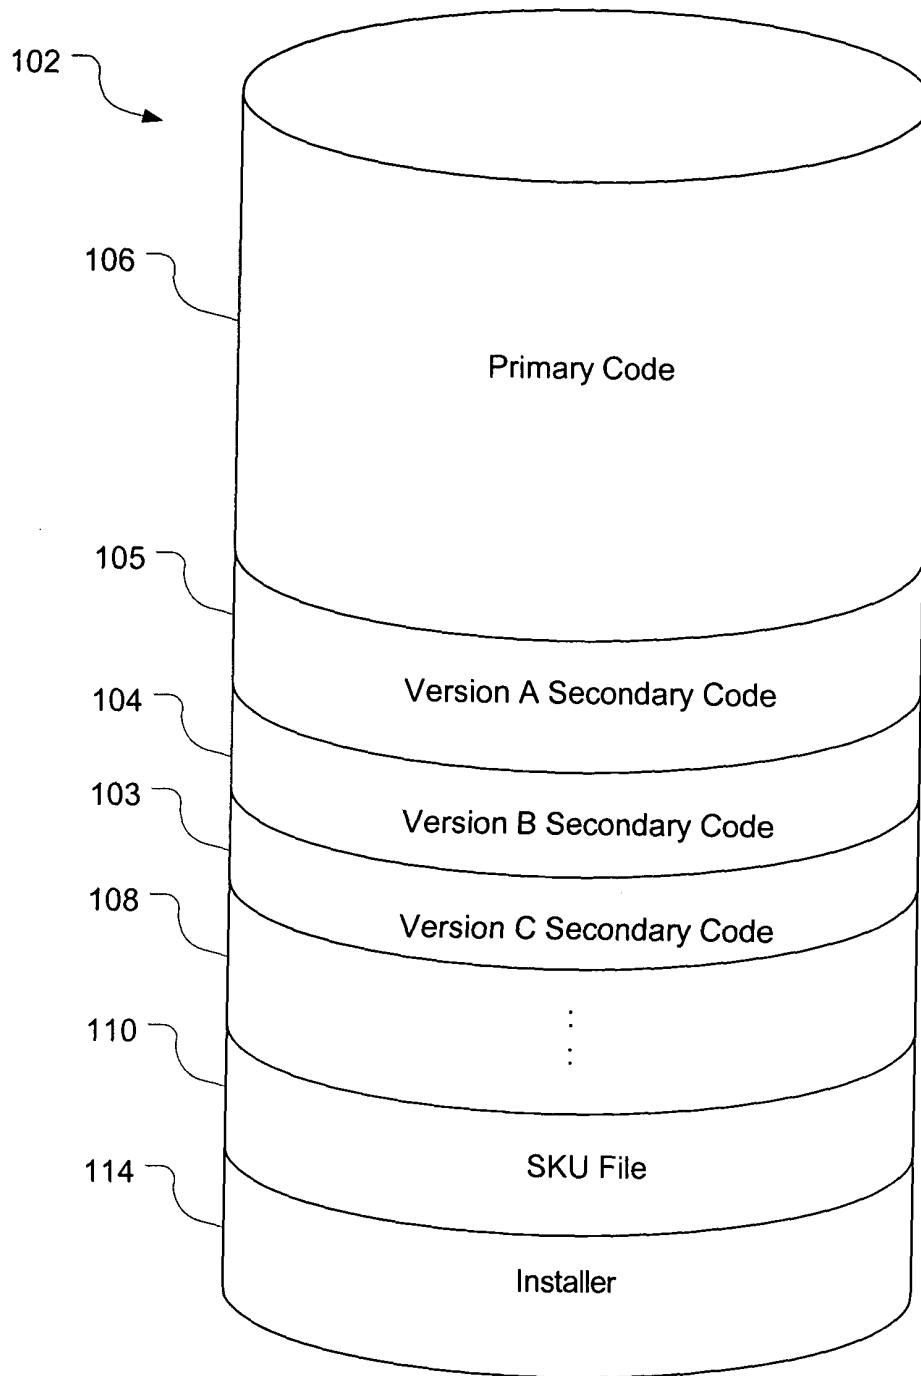 102
106
Primary Code
105
Version A Secondary Code
104
Version B Secondary Code
103
Version C Secondary Code
108
110
SKU File
114
Installer